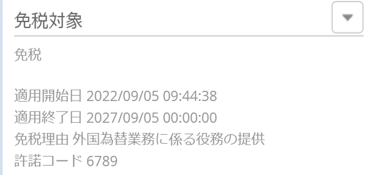 免税対象
免税
適用開始日 2022/09/05 09:44:38
適用終了日 2027/09/05 00:00:00
免税理由 外国為替業務に係る役務の提供
許諾コード 6789